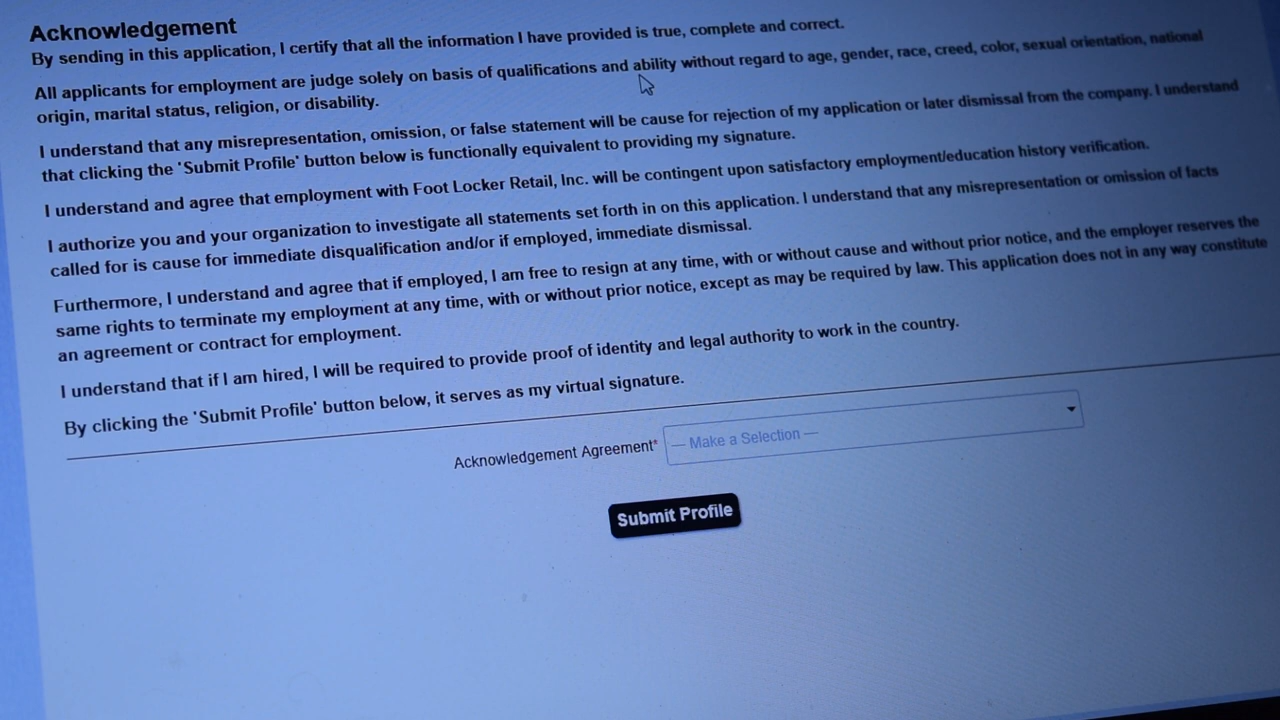 Acknowledgement
By sending in this application, I certify that all the information I have provided is true, complete and correct.
All applicants for employment are judge solely on basis of qualifications and ability without regard to age, gender, race, creed, color, sexual orientation, national
origin, marital status, religion, or disability.
I understand that any misrepresentation, omission, or false statement will be cause for rejection of my application or later dismissal from the company. I understand
that clicking the 'Submit Profile' button below is functionally equivalent to providing my signature.
I understand and agree that employment with Foot Locker Retail, Inc. will be contingent upon satisfactory employment/education history verification.
I authorize you and your organization to investigate all statements set forth in on this application. I understand that any misrepresentation or omission of facts
called for is cause for immediate disqualification and/or if employed, immediate dismissal.
Furthermore, I understand and agree that if employed, I am free to resign at any time, with or without cause and without prior notice, and the employer reserves the
same rights to terminate my employment at any time, with or without prior notice, except as may be required by law. This application does not in any way constitute
an agreement or contract for employment.
I understand that if I am hired, I will be required to provide proof of identity and legal authority to work in the country.
By clicking the 'Submit Profile' button below, it serves as my virtual signature.
Acknowledgement Agreement* — Make a Selection —
Submit Profile